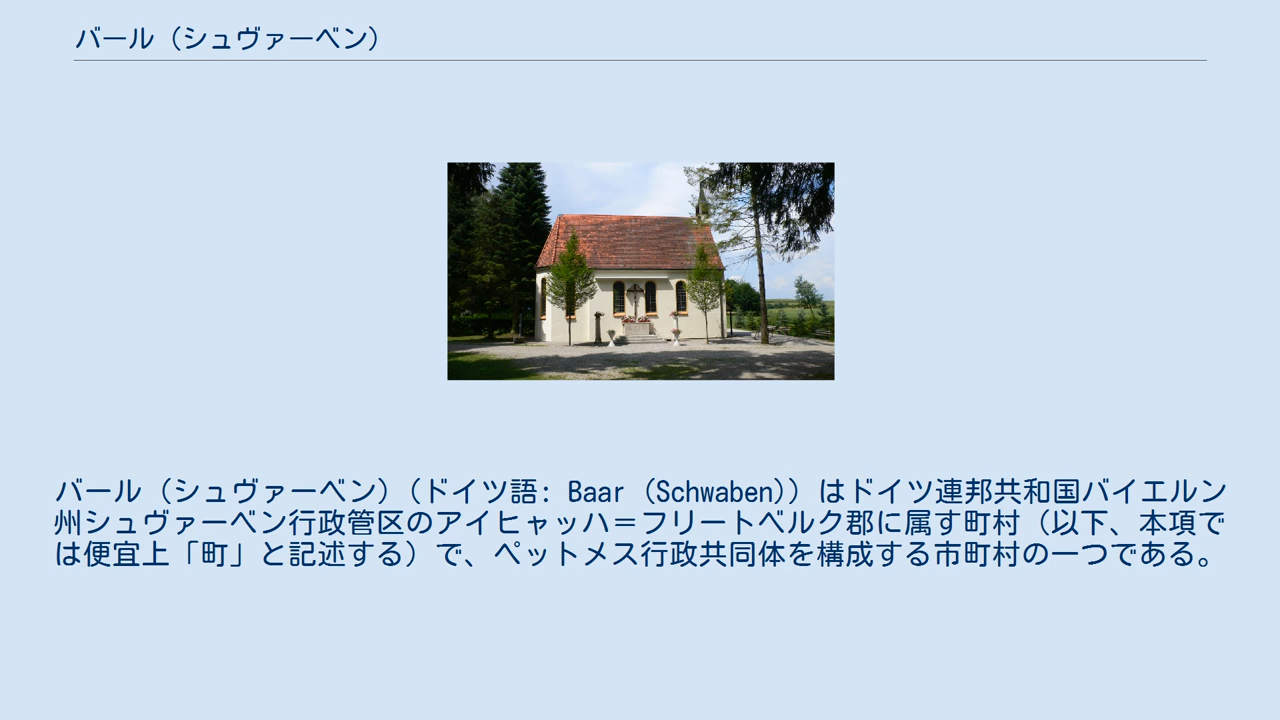 バール（シュヴァーベン）
バール（シュヴァーベン）（ドイツ語: Baar (Schwaben)）はドイツ連邦共和国バイエルン
州シュヴァーベン行政管区のアイヒャッハ＝フリートベルク郡に属す町村（以下、本項で
は便宜上「町」と記述する）で、ペットメス行政共同体を構成する市町村の一つである。